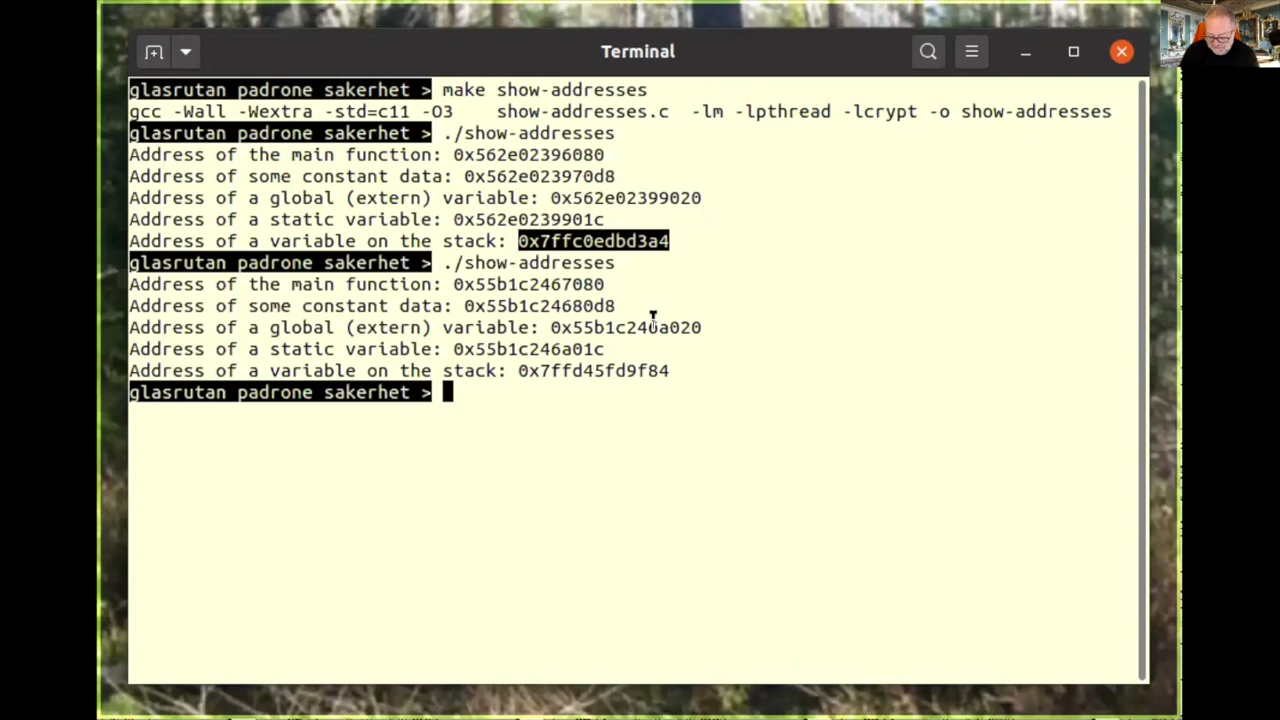 Terminal
glasrutan padrone sakerhet > make show-addresses
gcc -Wall -Wextra -std=c11 -O3    show-addresses.c  -lm -lpthread -lcrypt -o show-addresses
glasrutan padrone sakerhet > ./show-addresses
Address of the main function: 0x562e02396080
Address of some constant data: 0x562e023970d8
Address of a global (extern) variable: 0x562e02399020
Address of a static variable: 0x562e0239901c
Address of a variable on the stack: 0x7ffc0edbd3a4
glasrutan padrone sakerhet > ./show-addresses
Address of the main function: 0x55b1c2467080
Address of some constant data: 0x55b1c24680d8
Address of a global (extern) variable: 0x55b1c246a020
Address of a static variable: 0x55b1c246a01c
Address of a variable on the stack: 0x7ffd45fd9f84
glasrutan padrone sakerhet >